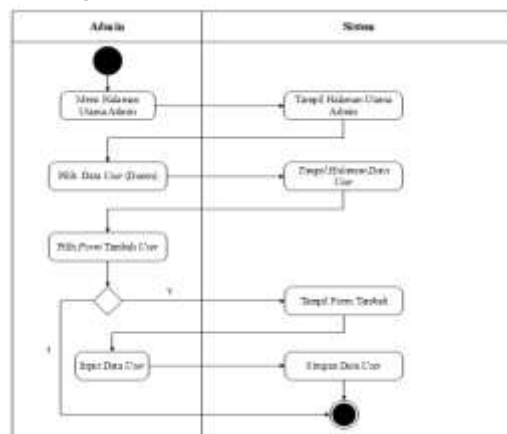 Admin
Sistem
Menu Halaman
Utama Admin
Tampil Halaman Utama
Admin
Pilih Data User (Dosen)
Tampil Halaman Data
User
Pilih Form Tambah User
Y
Tampil Form Tambah
Input Data User
Simpan Data User